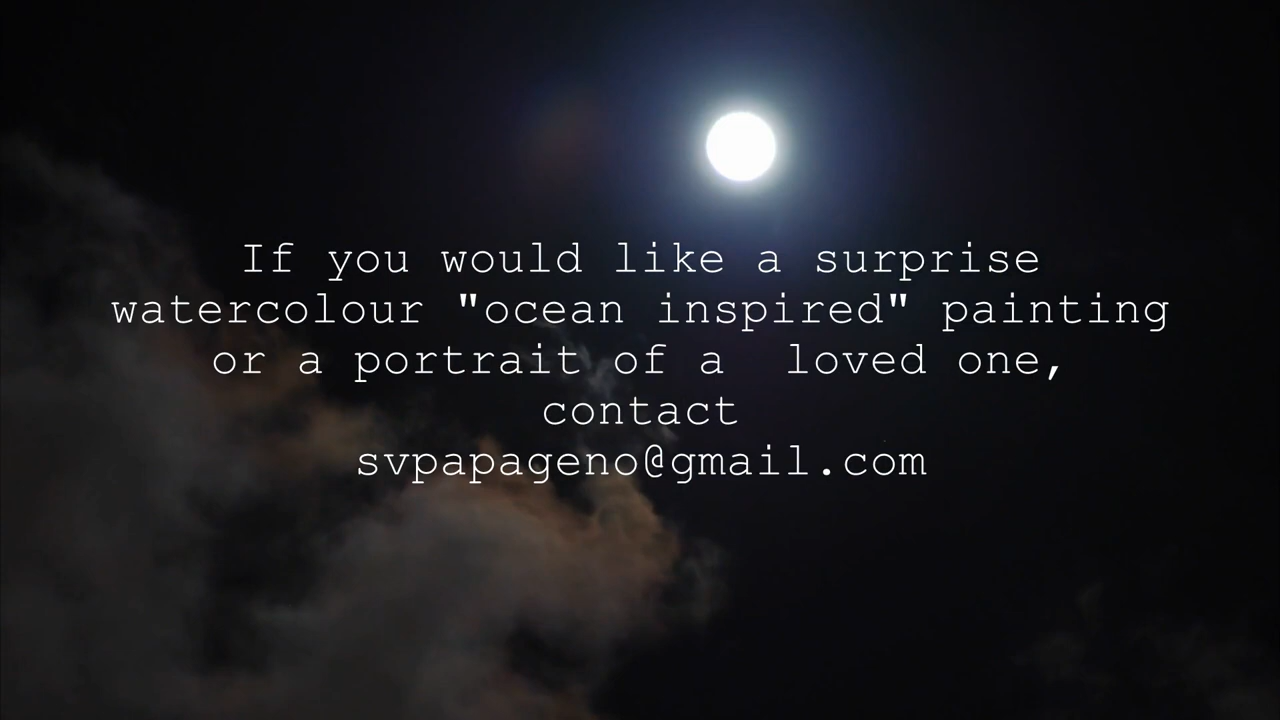 If you would like a surprise
watercolour "ocean inspired" painting
or a portrait of a  loved one,
contact
svpapageno@gmail.com